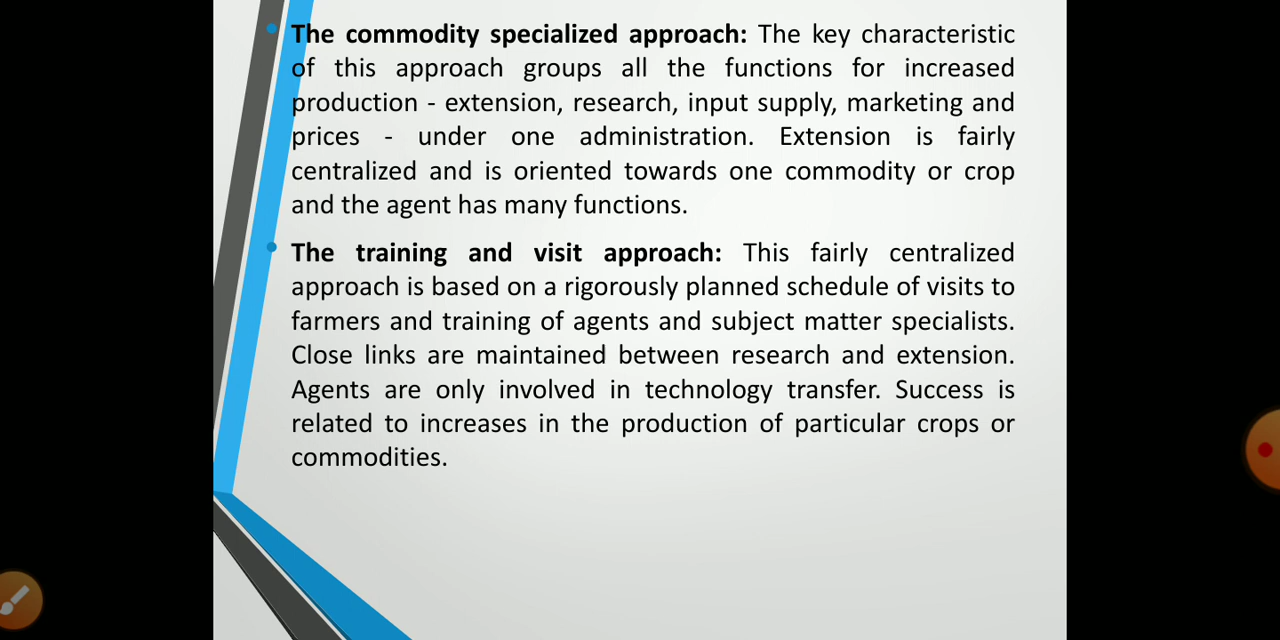 The commodity specialized approach: The key characteristic
of this approach groups all the functions for increased
production - extension, research, input supply, marketing and
prices - under one administration. Extension is fairly
centralized and is oriented towards one commodity or crop
and the agent has many functions.
The training and visit approach: This fairly centralized
approach is based on a rigorously planned schedule of visits to
farmers and training of agents and subject matter specialists.
Close links are maintained between research and extension.
Agents are only involved in technology transfer. Success is
related to increases in the production of particular crops or
commodities.